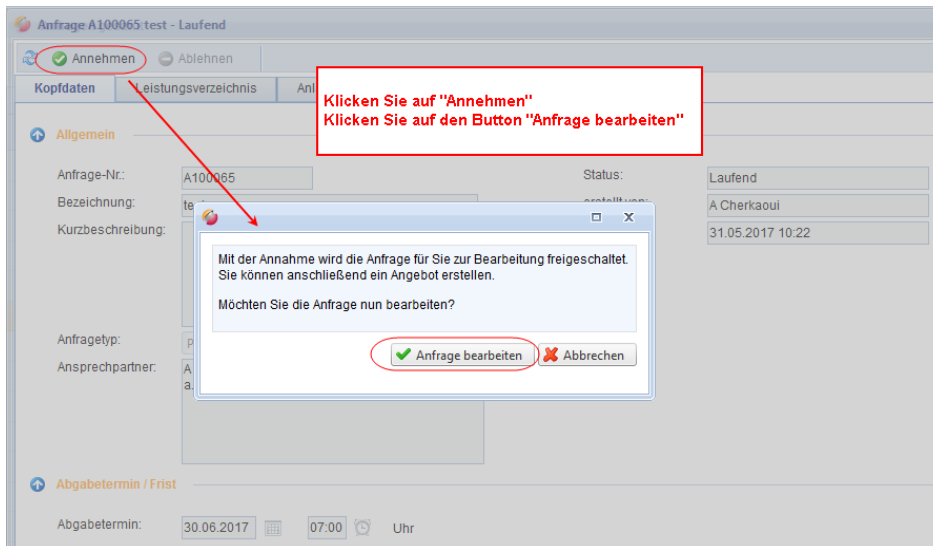 Anfrage A100065 test - Laufend
Annehmen Ablehnen
Kopfdaten Leistungsverzeichnis Anl
Klicken Sie auf "Annehmen"
Klicken Sie auf den Button "Anfrage bearbeiten"
Allgemein
Anfrage-Nr.: A100065 Status: Laufend
Bezeichnung: A Cherkaoui
Kurzbeschreibung: 31.05.2017 10:22
Mit der Annahme wird die Anfrage für Sie zur Bearbeitung freigeschaltet.
Sie können anschließend ein Angebot erstellen.
Möchten Sie die Anfrage nun bearbeiten?
Anfragetyp:
Anfrage bearbeiten Abbrechen
Ansprechpartner: A
a.
Abgabetermin / Frist
Abgabetermin: 30.06.2017 07:00 Uhr